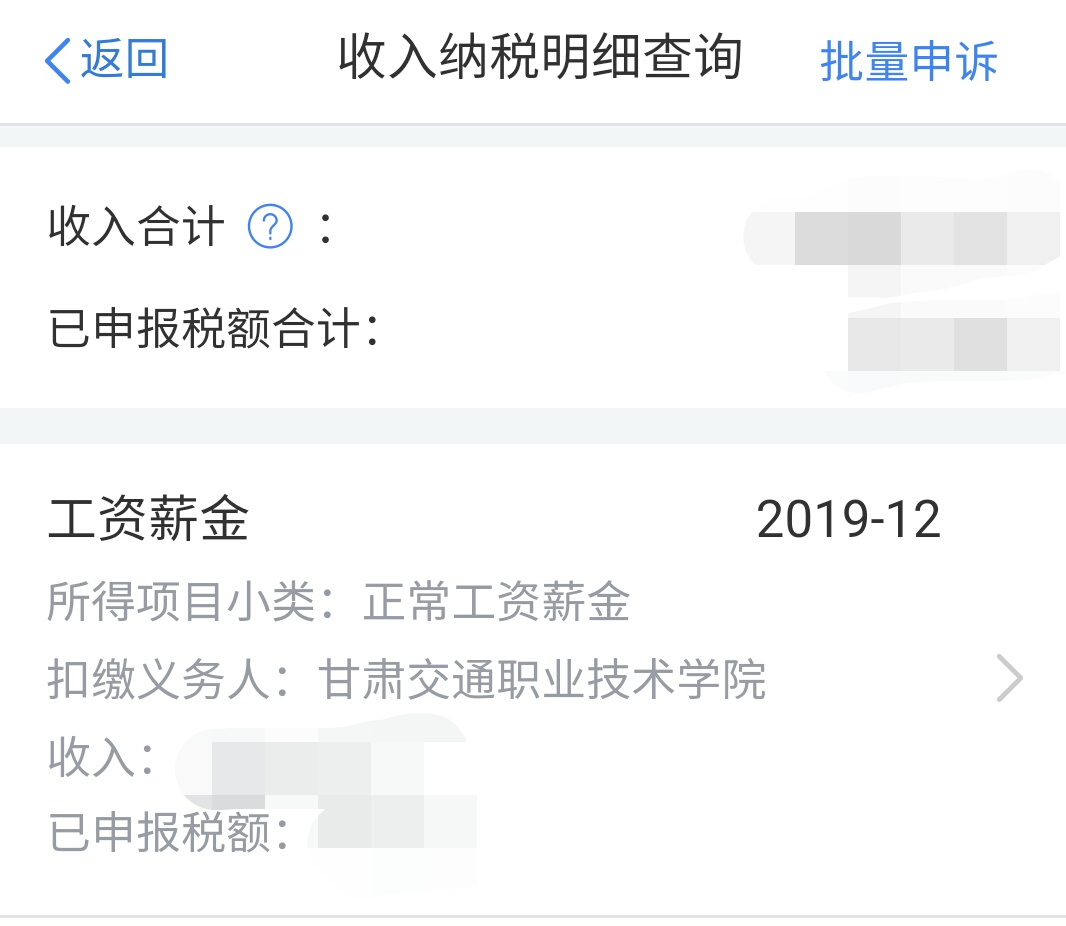 返回 收入纳税明细查询 批量申诉
收入合计 ? :
已申报税额合计:
工资薪金 2019-12
所得项目小类：正常工资薪金
扣缴义务人：甘肃交通职业技术学院
收入：
已申报税额：